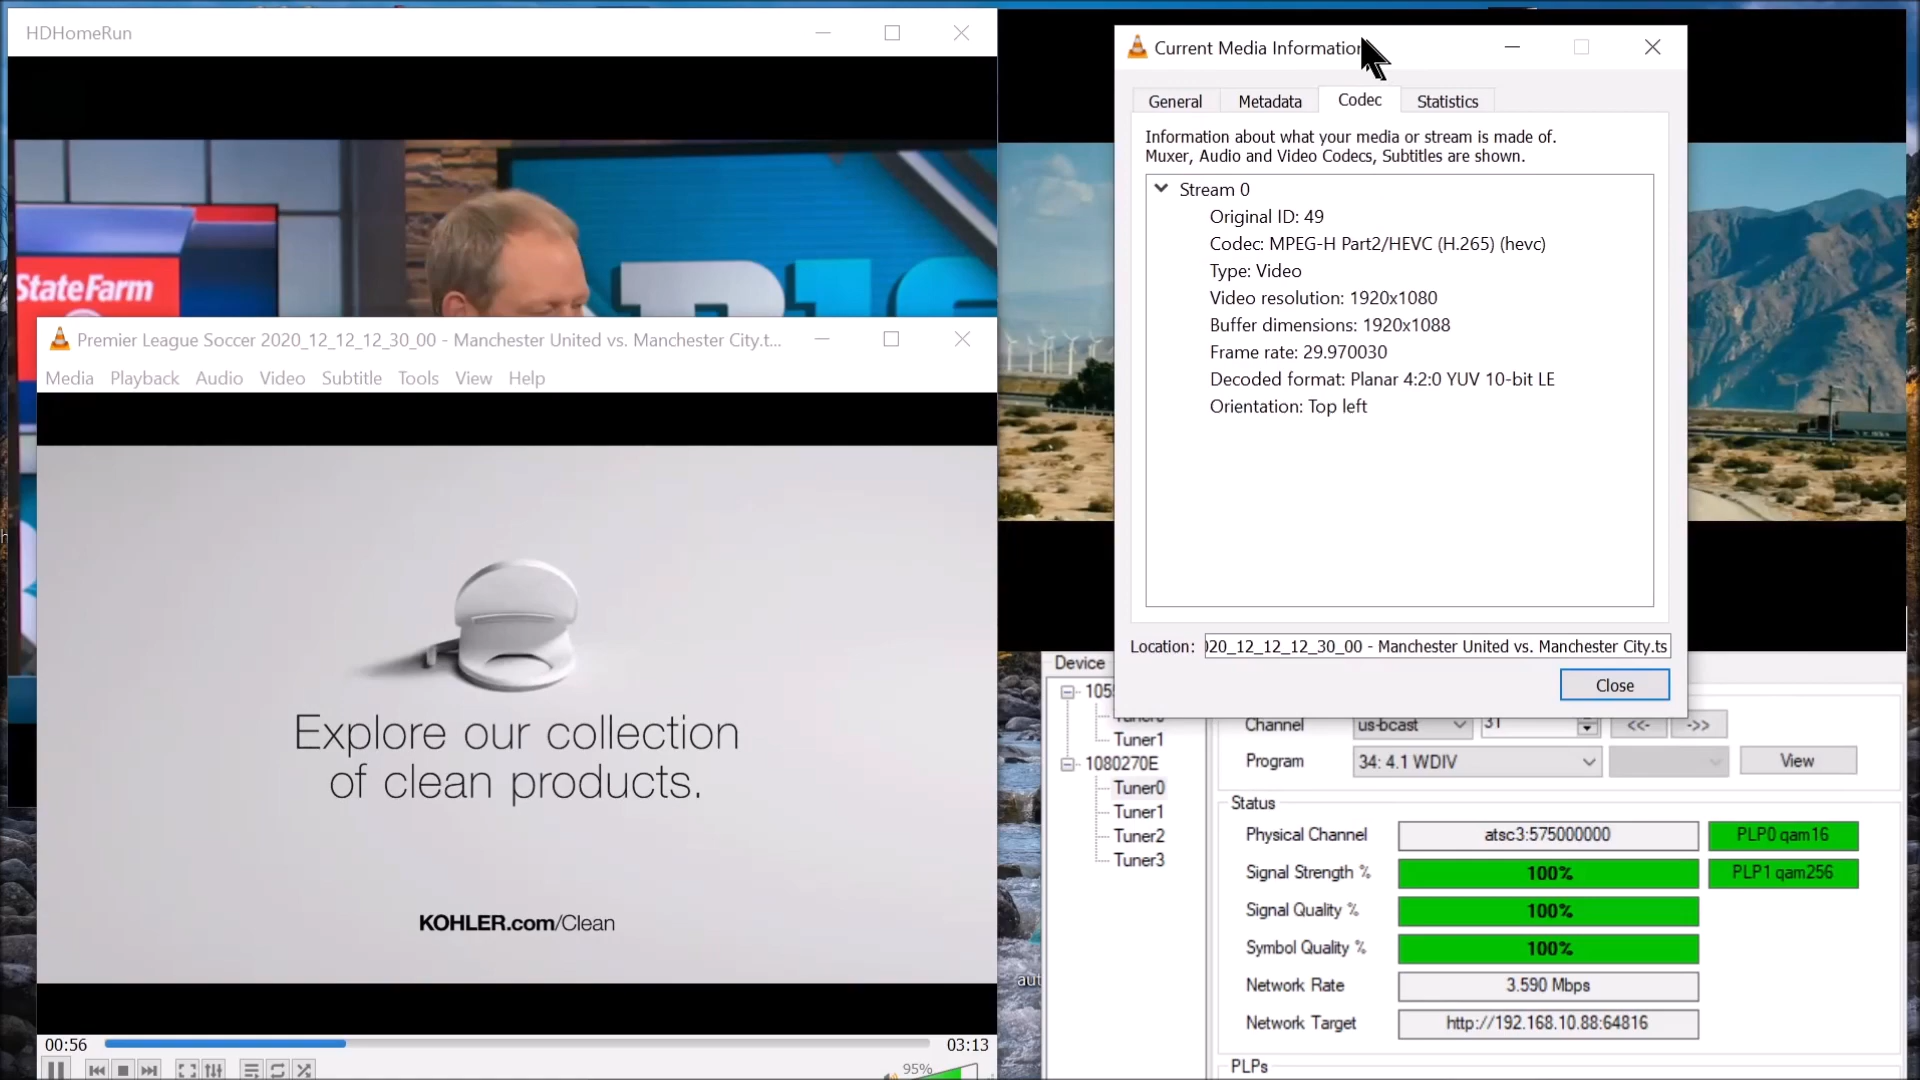 HDHomeRun
StateFarm
Premier League Soccer 2020_12_12_12_30_00 - Manchester United vs. Manchester City.t...
Media Playback Audio Video Subtitle Tools View Help
Explore our collection
of clean products.
KOHLER.com/Clean
00:56
03:13
95%
Current Media Information
General Metadata Codec Statistics
Information about what your media or stream is made of.
Muxer, Audio and Video Codecs, Subtitles are shown.
Stream 0
Original ID: 49
Codec: MPEG-H Part2/HEVC (H.265) (hevc)
Type: Video
Video resolution: 1920x1080
Buffer dimensions: 1920x1088
Frame rate: 29.970030
Decoded format: Planar 4:2:0 YUV 10-bit LE
Orientation: Top left
Location: 020_12_12_12_30_00 - Manchester United vs. Manchester City.ts
Close
Device
105
Tuner0
Tuner1
1080270E
Tuner0
Tuner1
Tuner2
Tuner3
Channel us-bcast 31 <<- ->>
Program 34: 4.1 WDIV View
Status
Physical Channel atsc3:575000000 PLP0 qam16
Signal Strength % 100% PLP1 qam256
Signal Quality % 100%
Symbol Quality % 100%
Network Rate 3.590 Mbps
Network Target http://192.168.10.88:64816
PLPs
aut